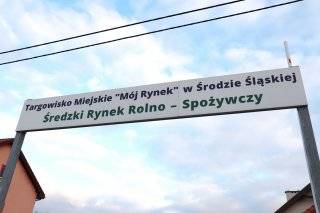 Targowisko Miejskie "Mój Rynek" w Środzie Śląskiej
Średzki Rynek Rolno – Spożywczy